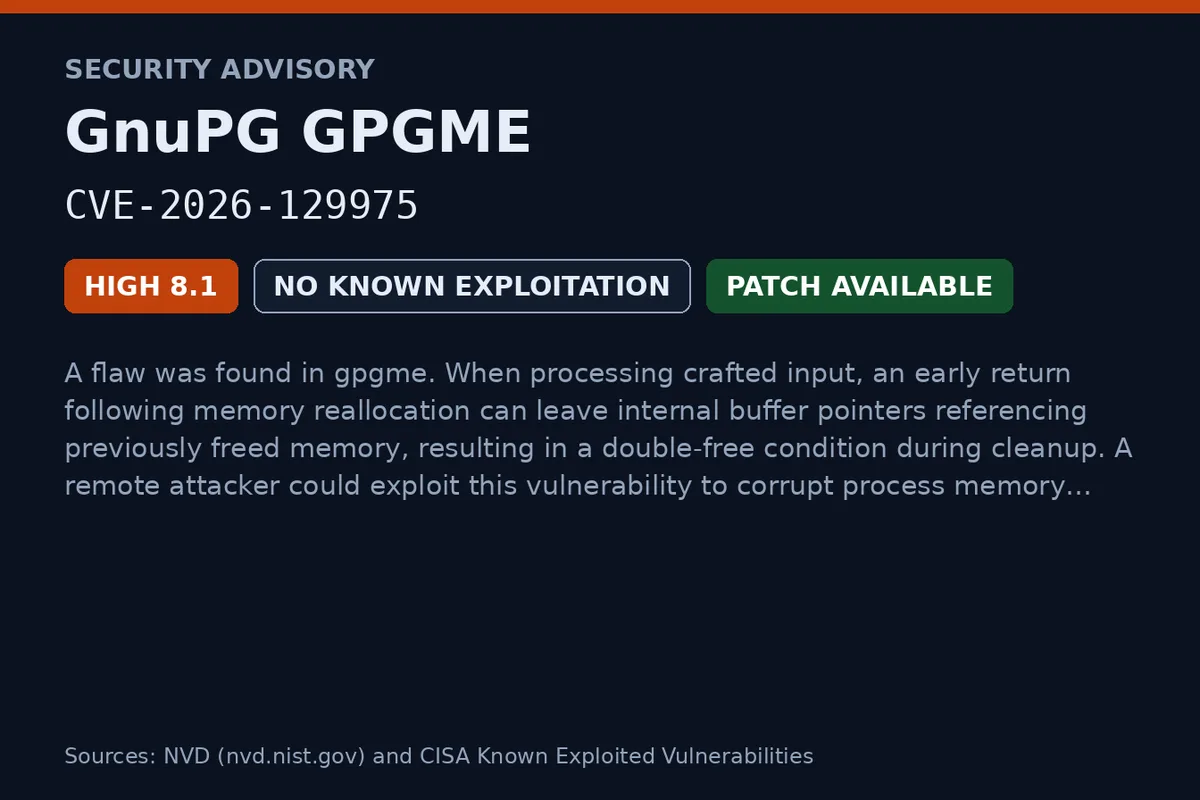 SECURITY ADVISORY
GnuPG GPGME
CVE-2026-129975
HIGH 8.1
NO KNOWN EXPLOITATION
PATCH AVAILABLE
A flaw was found in gpgme. When processing crafted input, an early return
following memory reallocation can leave internal buffer pointers referencing
previously freed memory, resulting in a double-free condition during cleanup. A
remote attacker could exploit this vulnerability to corrupt process memory…
Sources: NVD (nvd.nist.gov) and CISA Known Exploited Vulnerabilities